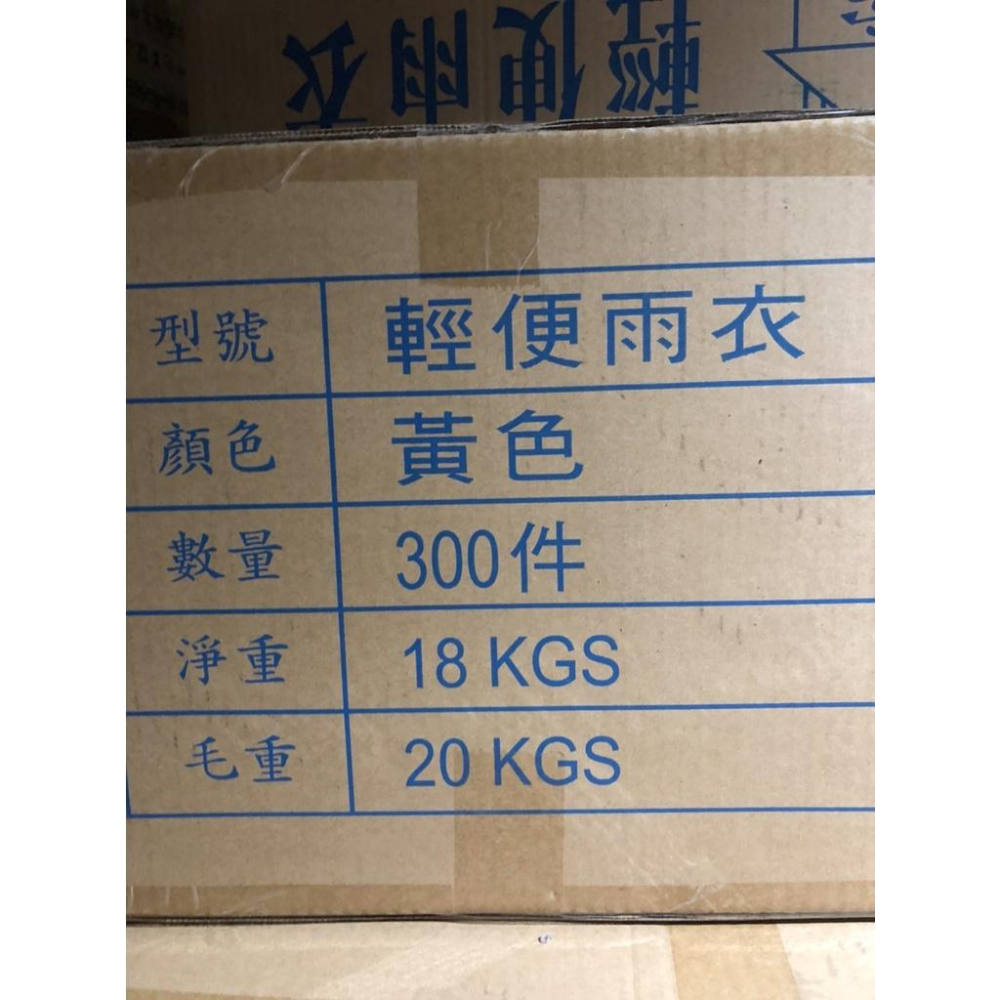 輕便雨衣
型號 輕便雨衣
顏色 黃色
數量 300件
淨重 18 KGS
毛重 20 KGS